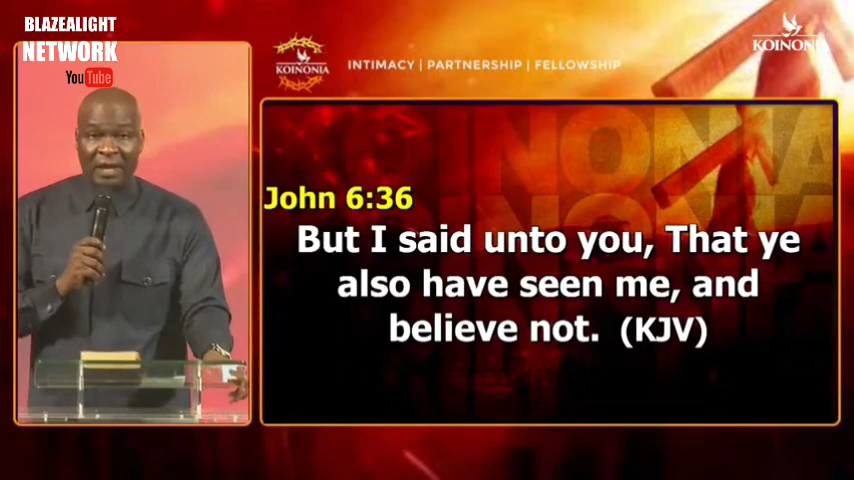 BLAZEALIGHT
NETWORK
YouTube
KOINONIA
INTIMACY | PARTNERSHIP | FELLOWSHIP
KOINONIA
KOINONIA
John 6:36
But I said unto you, That ye
also have seen me, and
believe not. (KJV)